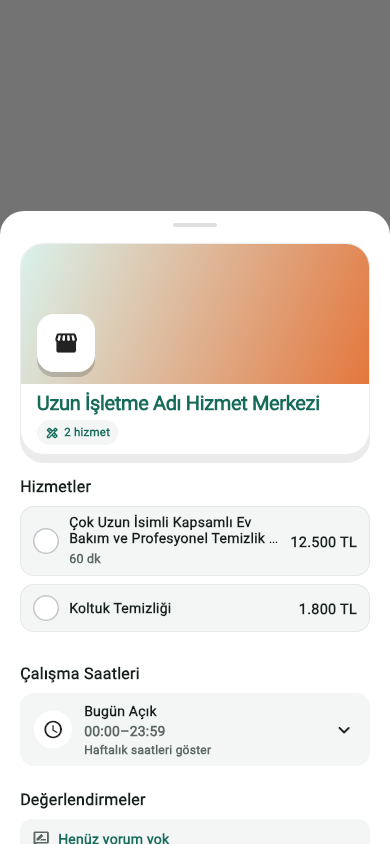 Uzun İşletme Adı Hizmet Merkezi
2 hizmet
Hizmetler
Çok Uzun İsimli Kapsamlı Ev
Bakım ve Profesyonel Temizlik ...
12.500 TL
60 dk
Koltuk Temizliği
1.800 TL
Çalışma Saatleri
Bugün Açık
00:00–23:59
Haftalık saatleri göster
Değerlendirmeler
Henüz yorum yok